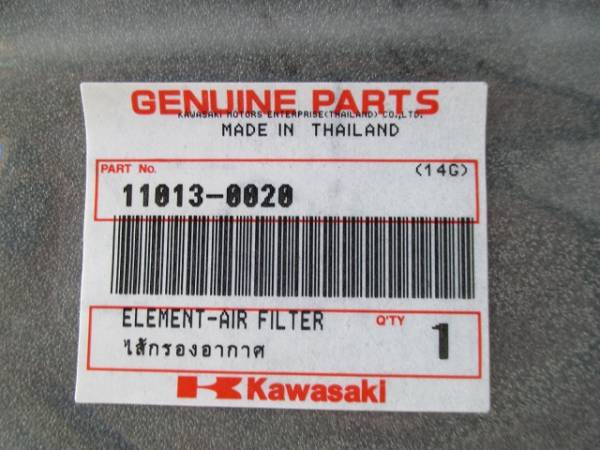 GENUINE PARTS
KAWASAKI MOTORS ENTERPRISE(THAILAND) CO.,LTD.
MADE IN THAILAND
PART No. (14G)
11013-0020
ELEMENT-AIR FILTER Q'TY 1
ไส้กรองอากาศ
Kawasaki